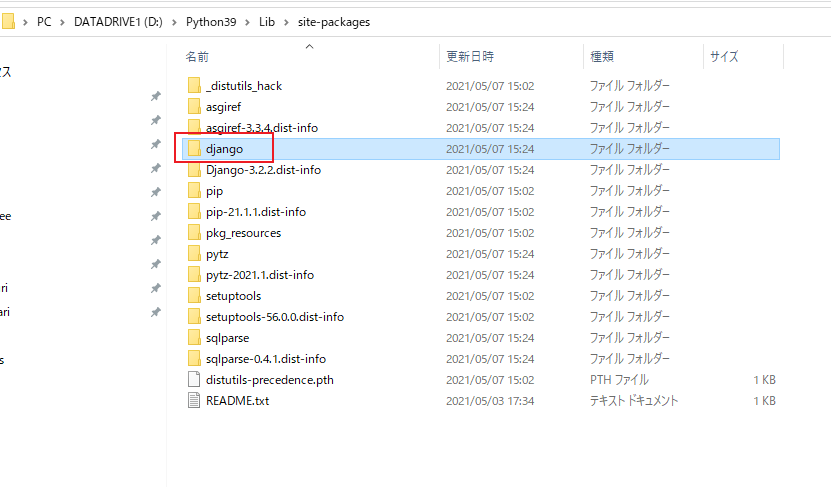 PC > DATADRIVE1 (D:) > Python39 > Lib > site-packages
名前 更新日時 種類 サイズ
セス
_distutils_hack 2021/05/07 15:02 ファイル フォルダー
asgiref 2021/05/07 15:24 ファイル フォルダー
asgiref-3.3.4.dist-info 2021/05/07 15:24 ファイル フォルダー
django 2021/05/07 15:24 ファイル フォルダー
Django-3.2.2.dist-info 2021/05/07 15:24 ファイル フォルダー
pip 2021/05/07 15:02 ファイル フォルダー
pip-21.1.1.dist-info 2021/05/07 15:02 ファイル フォルダー
ee
pkg_resources 2021/05/07 15:02 ファイル フォルダー
pytz 2021/05/07 15:24 ファイル フォルダー
pytz-2021.1.dist-info 2021/05/07 15:24 ファイル フォルダー
ri
setuptools 2021/05/07 15:02 ファイル フォルダー
ari
setuptools-56.0.0.dist-info 2021/05/07 15:02 ファイル フォルダー
sqlparse 2021/05/07 15:24 ファイル フォルダー
s
sqlparse-0.4.1.dist-info 2021/05/07 15:24 ファイル フォルダー
distutils-precedence.pth 2021/05/07 15:02 PTH ファイル 1 KB
README.txt 2021/05/03 17:34 テキスト ドキュメント 1 KB